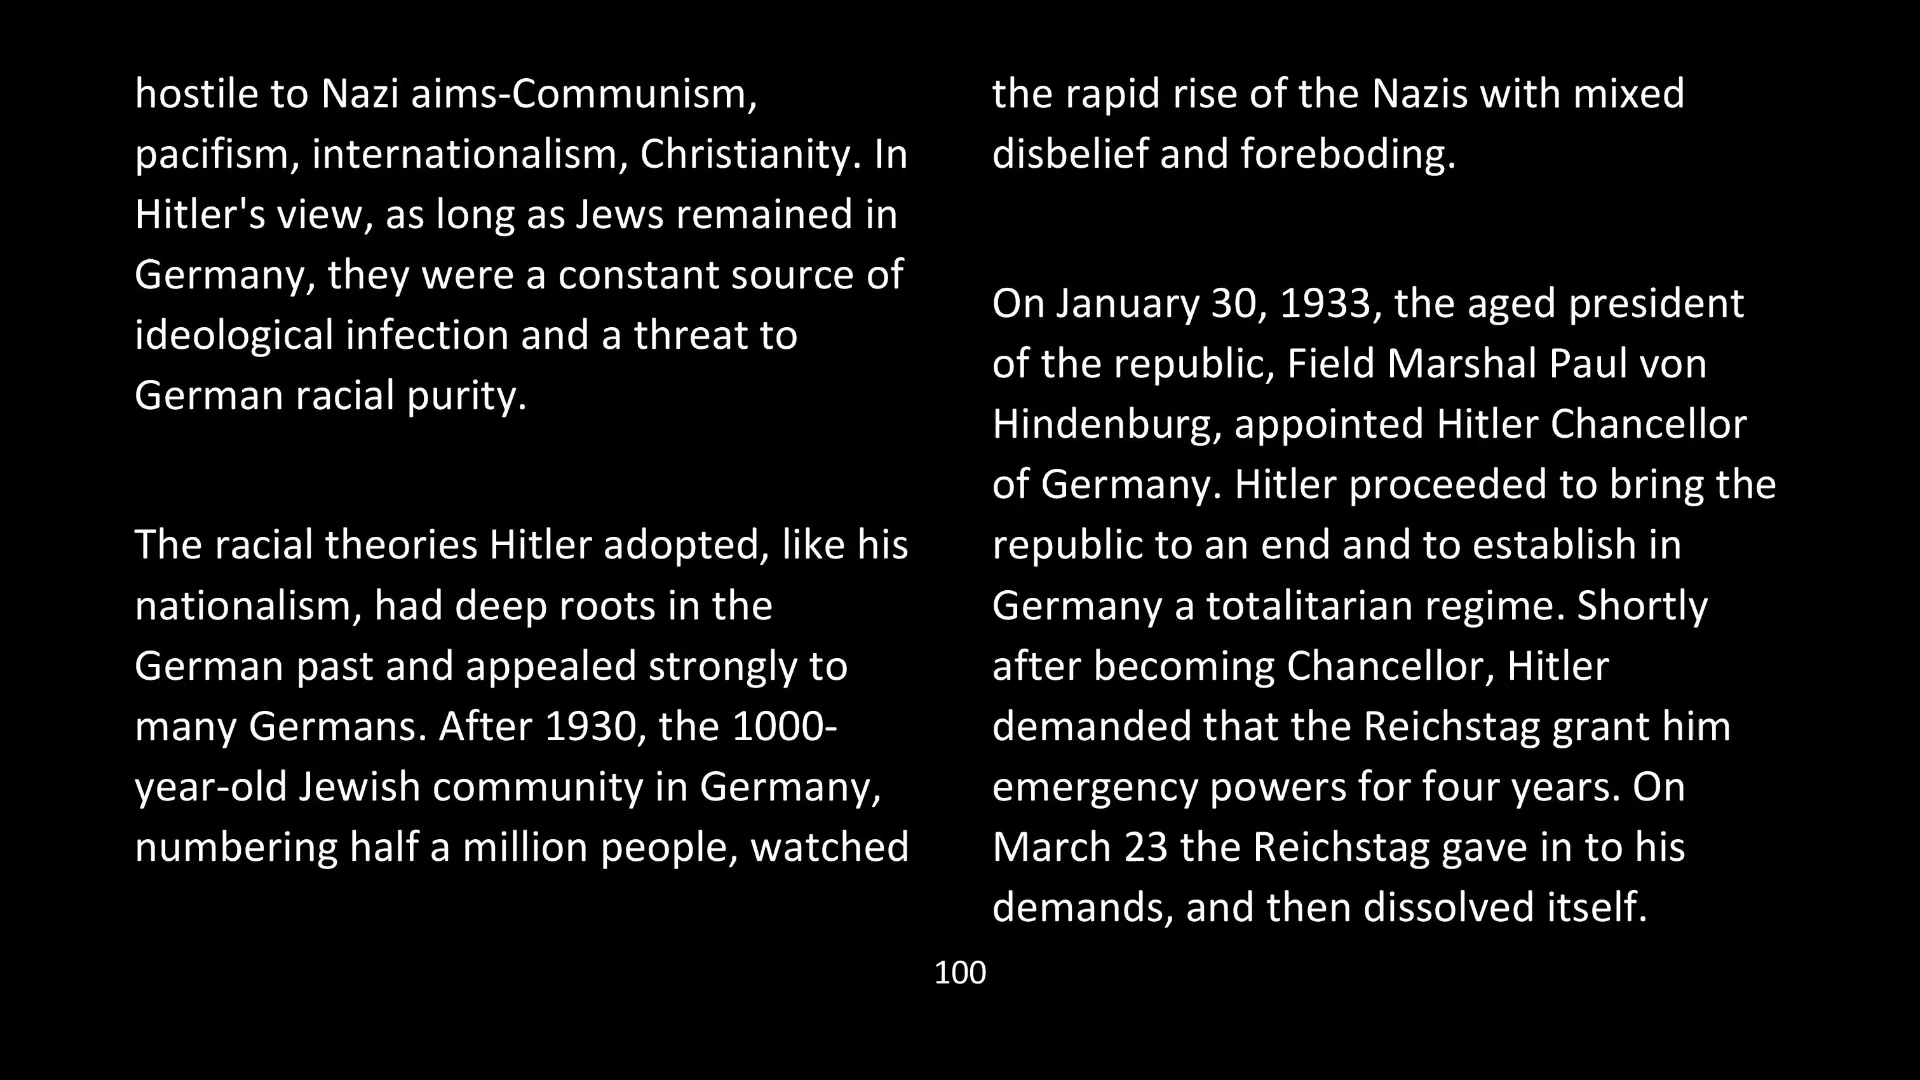 hostile to Nazi aims-Communism,
pacifism, internationalism, Christianity. In
Hitler's view, as long as Jews remained in
Germany, they were a constant source of
ideological infection and a threat to
German racial purity.
The racial theories Hitler adopted, like his
nationalism, had deep roots in the
German past and appealed strongly to
many Germans. After 1930, the 1000-
year-old Jewish community in Germany,
numbering half a million people, watched
the rapid rise of the Nazis with mixed
disbelief and foreboding.
On January 30, 1933, the aged president
of the republic, Field Marshal Paul von
Hindenburg, appointed Hitler Chancellor
of Germany. Hitler proceeded to bring the
republic to an end and to establish in
Germany a totalitarian regime. Shortly
after becoming Chancellor, Hitler
demanded that the Reichstag grant him
emergency powers for four years. On
March 23 the Reichstag gave in to his
demands, and then dissolved itself.
100